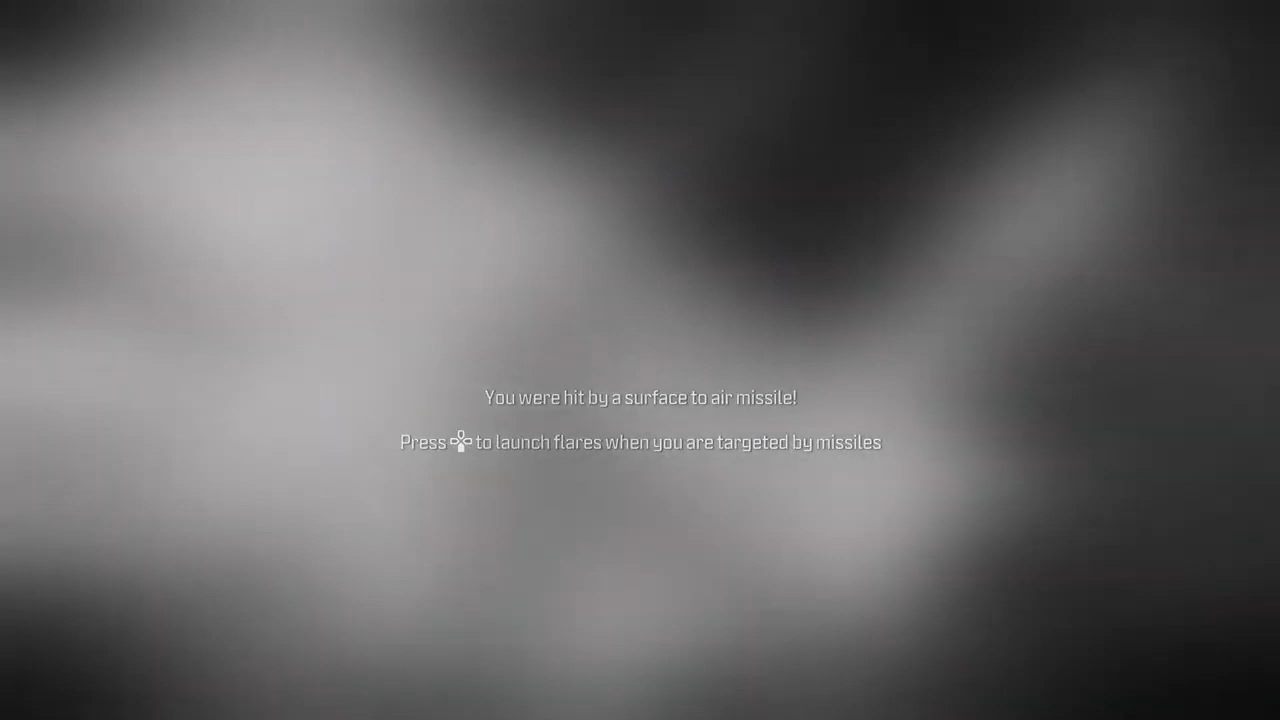 You were hit by a surface to air missile!
Press to launch flares when you are targeted by missiles